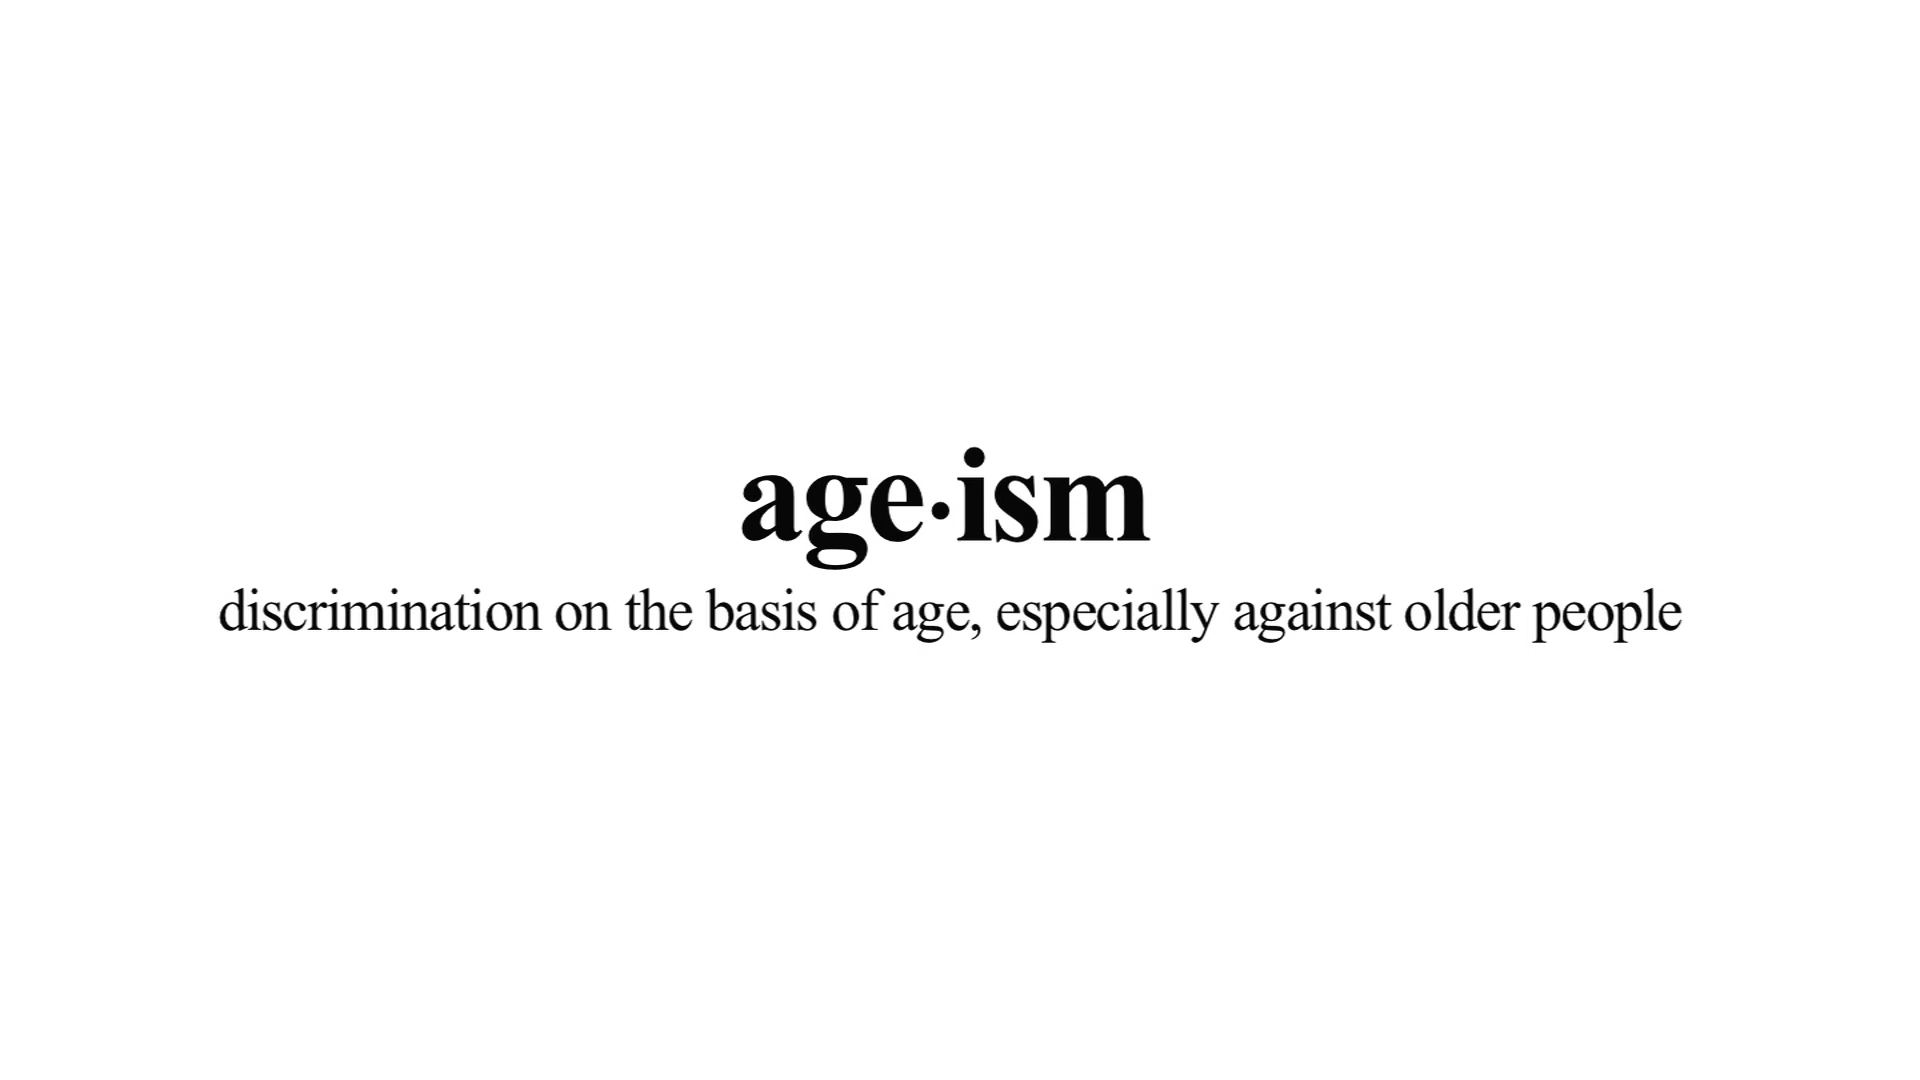 age·ism
discrimination on the basis of age, especially against older people